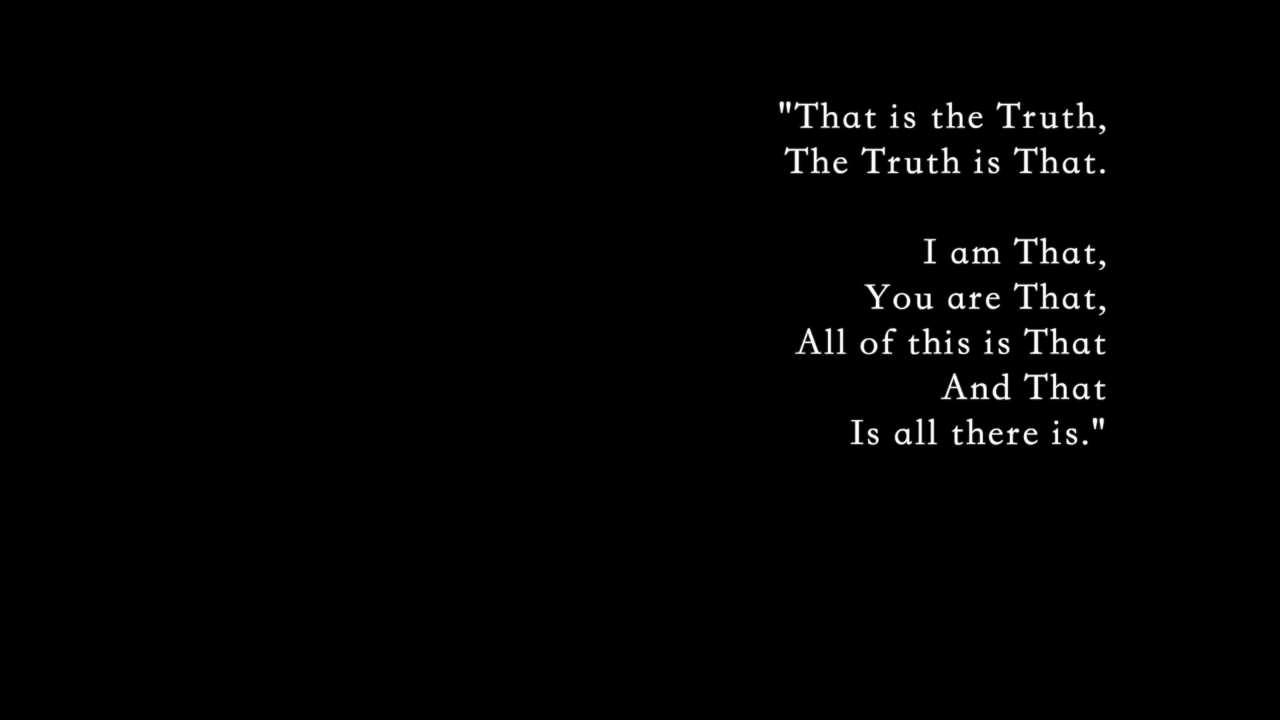 "That is the Truth,
The Truth is That.
I am That,
You are That,
All of this is That
And That
Is all there is."